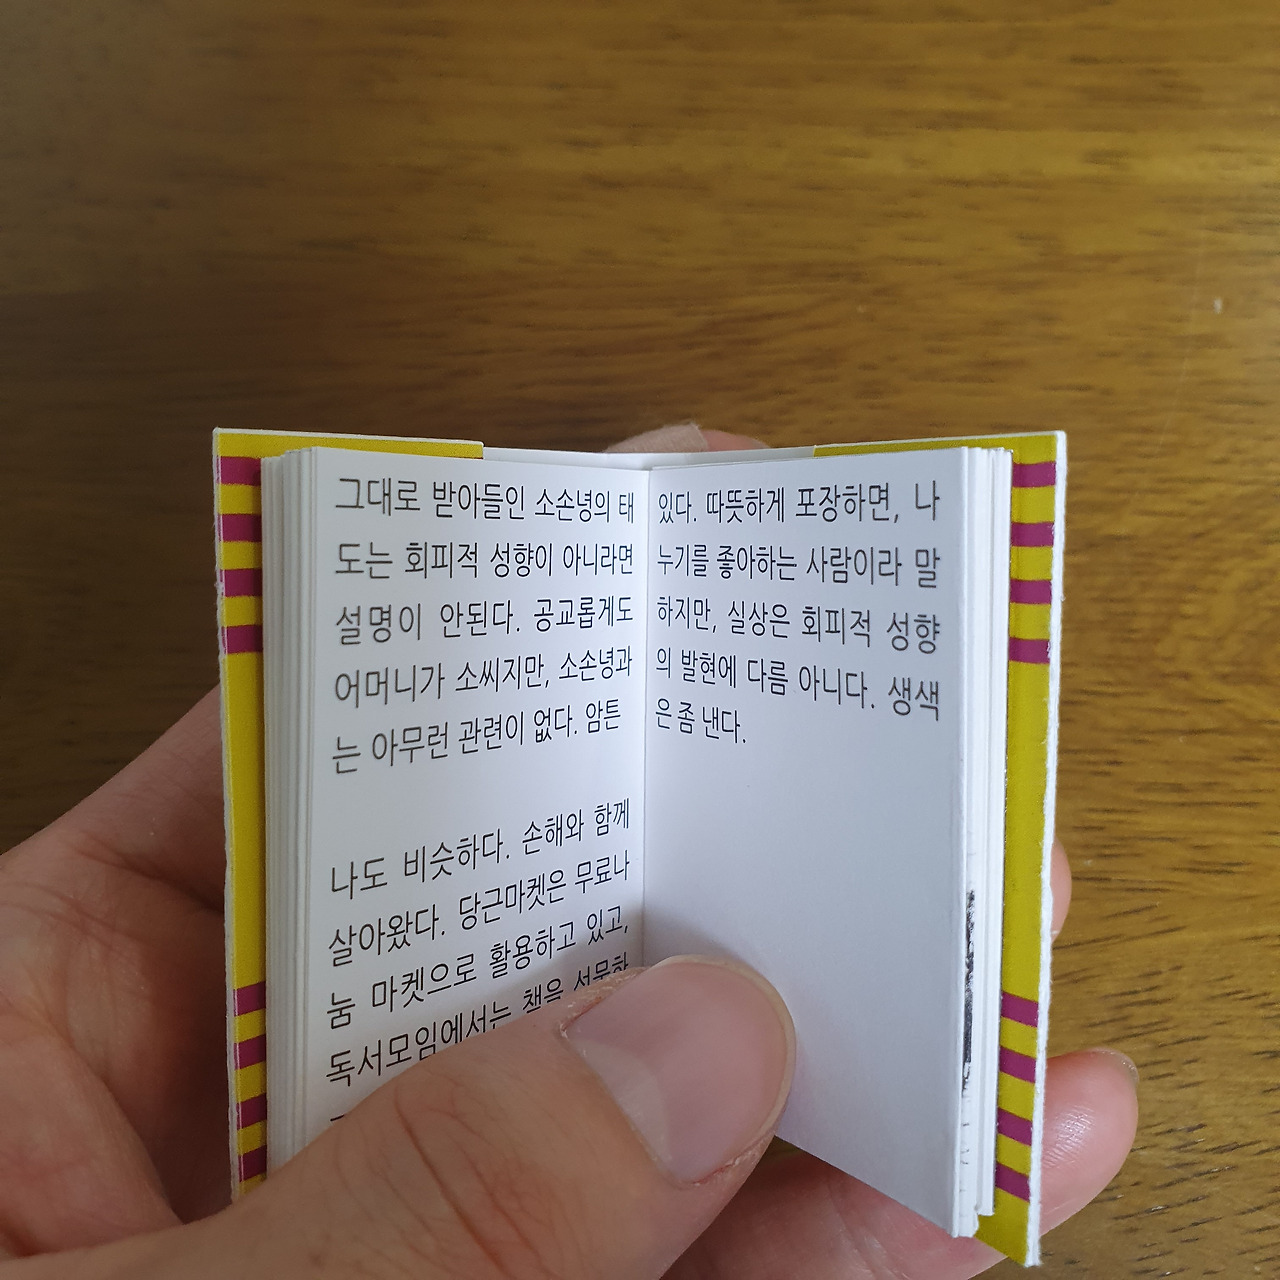 그대로 받아들인 소손녕의 태
도는 회피적 성향이 아니라면
설명이 안된다. 공교롭게도
어머니가 소씨지만, 소손녕과
는 아무런 관련이 없다. 암튼
나도 비슷하다. 손해와 함께
살아왔다. 당근마켓은 무료나
눔 마켓으로 활용하고 있고,
독서모임에서는 책을
있다. 따뜻하게 포장하면, 나
누기를 좋아하는 사람이라 말
하지만, 실상은 회피적 성향
의 발현에 다름 아니다. 생색
은 좀 낸다.